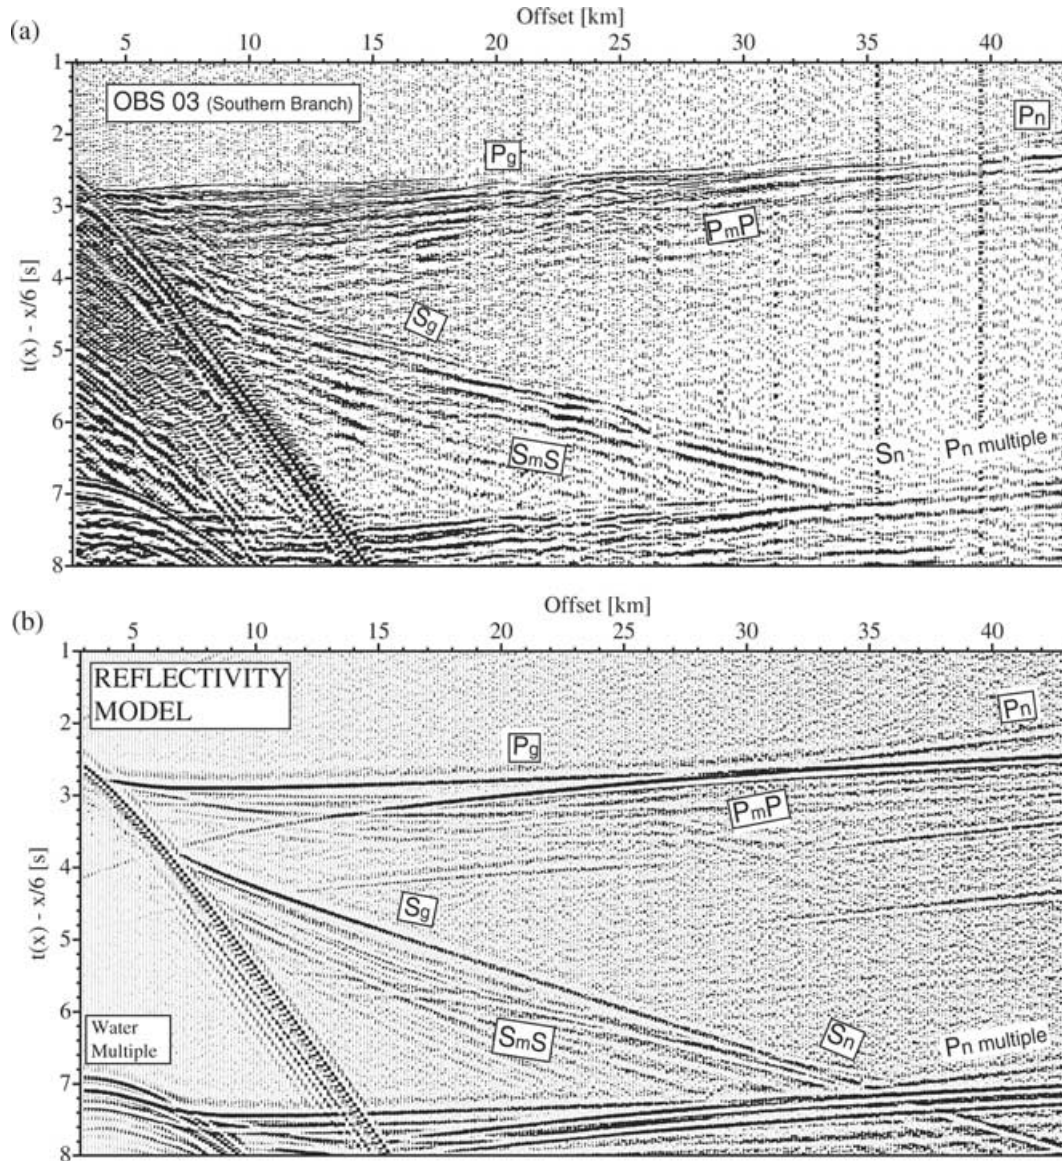 (a)
Offset [km]
5 10 15 20 25 30 35 40
1
2
3
4
5
6
7
8
t(x) - x/6 [s]
OBS 03 (Southern Branch)
Pg
Pn
PmP
Sg
SmS
Sn
Pn multiple
(b)
Offset [km]
5 10 15 20 25 30 35 40
1
2
3
4
5
6
7
8
t(x) - x/6 [s]
REFLECTIVITY
MODEL
Pn
Pg
PmP
Sg
SmS
Sn
Pn multiple
Water
Multiple